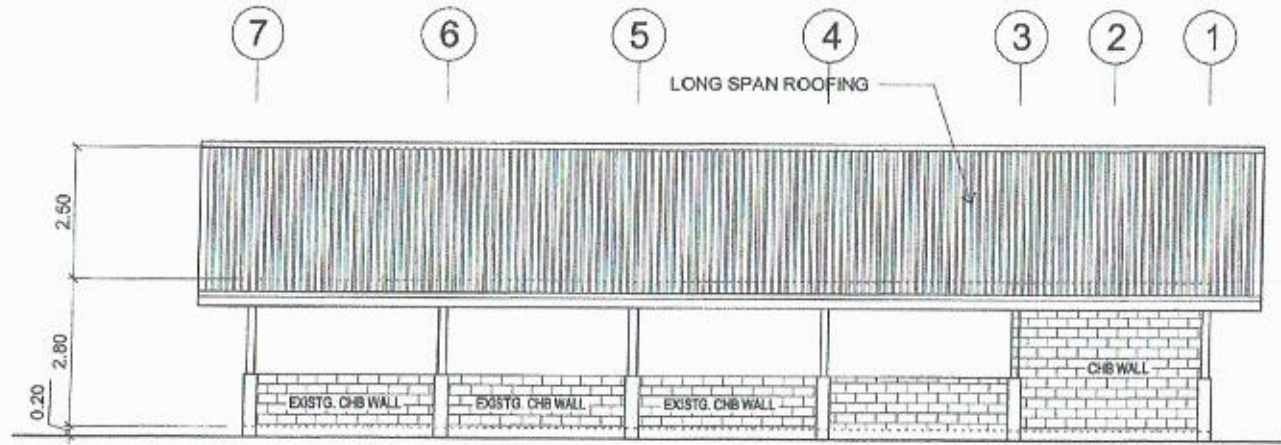 7 6 5 4 3 2 1
LONG SPAN ROOFING
2.60
2.80
0.20
CHB WALL
EXISTG. CHB WALL EXISTG. CHB WALL EXISTG. CHB WALL